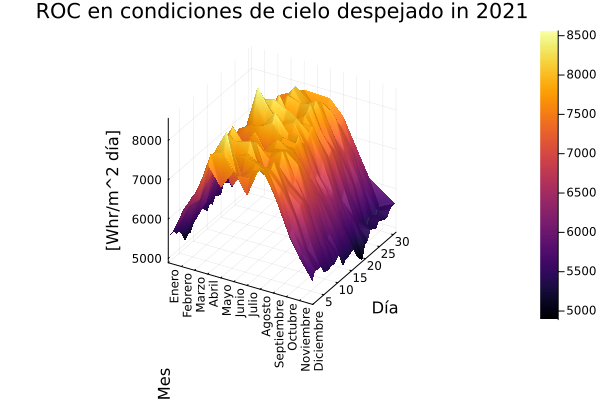 ROC en condiciones de cielo despejado in 2021
[Whr/m^2 día]
8000
7000
6000
5000
Enero
Febrero
Marzo
Abril
Mayo
Junio
Julio
Agosto
Septiembre
Octubre
Noviembre
Diciembre
Mes
5
10
15
20
25
30
Día
8500
8000
7500
7000
6500
6000
5500
5000